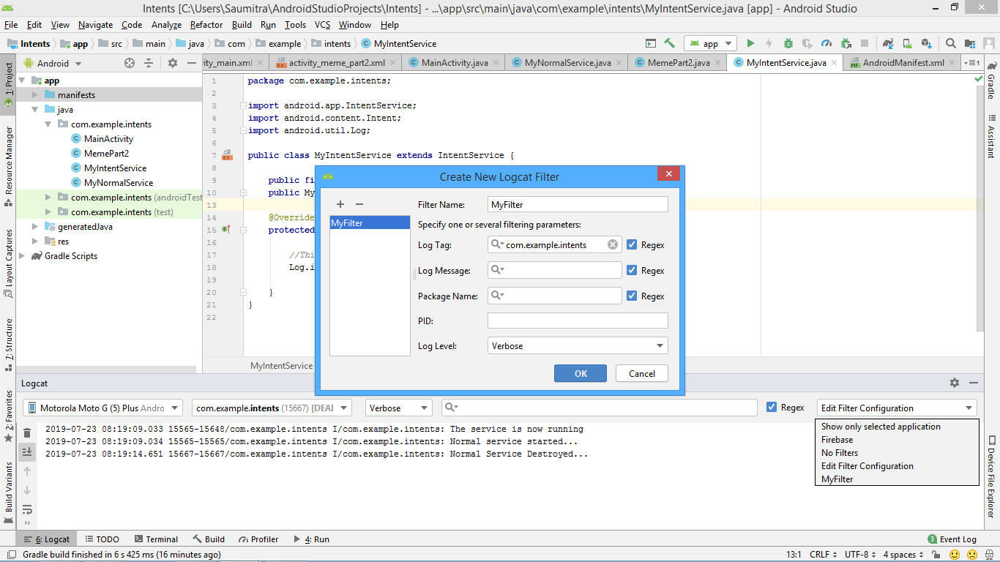 Intents [C:\Users\Saumitra\AndroidStudioProjects\Intents] - ...\app\src\main\java\com\example\intents\MyIntentService.java [app] - Android Studio
File Edit View Navigate Code Analyze Refactor Build Run Tools VCS Window Help
Intents app src main java com example intents MyIntentService app
Android
vity_main.xml activity_meme_part2.xml MainActivity.java MyNormalService.java MemePart2.java MyIntentService.java AndroidManifest.xml
1: Project
Resource Manager
Layout Captures
7: Structure
2: Favorites
Build Variants
app
manifests
java
com.example.intents
MainActivity
MemePart2
MyIntentService
MyNormalService
com.example.intents (androidTest
com.example.intents (test)
generatedJava
res
Gradle Scripts
1 package com.example.intents;
2
3 import android.app.IntentService;
4 import android.content.Intent;
5 import android.util.Log;
6
7 public class MyIntentService extends IntentService {
8
9 public fi
10 public My
13
14 @Override
15 protected
16
17 //Thi
18 Log.i
19
20 }
21 }
22
MyIntentService
Gradle
Assistant
Device File Explorer
Create New Logcat Filter
MyFilter
Filter Name: MyFilter
Specify one or several filtering parameters:
Log Tag: com.example.intents Regex
Log Message: Regex
Package Name: Regex
PID:
Log Level: Verbose
OK Cancel
Logcat
Motorola Moto G (5) Plus Andro com.example.intents (15667) [DEAI Verbose Regex Edit Filter Configuration
2019-07-23 08:19:09.033 15565-15648/com.example.intents I/com.example.intents: The service is now running
2019-07-23 08:19:09.034 15565-15565/com.example.intents I/com.example.intents: Normal service started...
2019-07-23 08:19:14.651 15667-15667/com.example.intents I/com.example.intents: Normal Service Destroyed...
Show only selected application
Firebase
No Filters
Edit Filter Configuration
MyFilter
6: Logcat TODO Terminal Build Profiler 4: Run 3 Event Log
Gradle build finished in 6 s 425 ms (16 minutes ago) 13:1 CRLF UTF-8 4 spaces